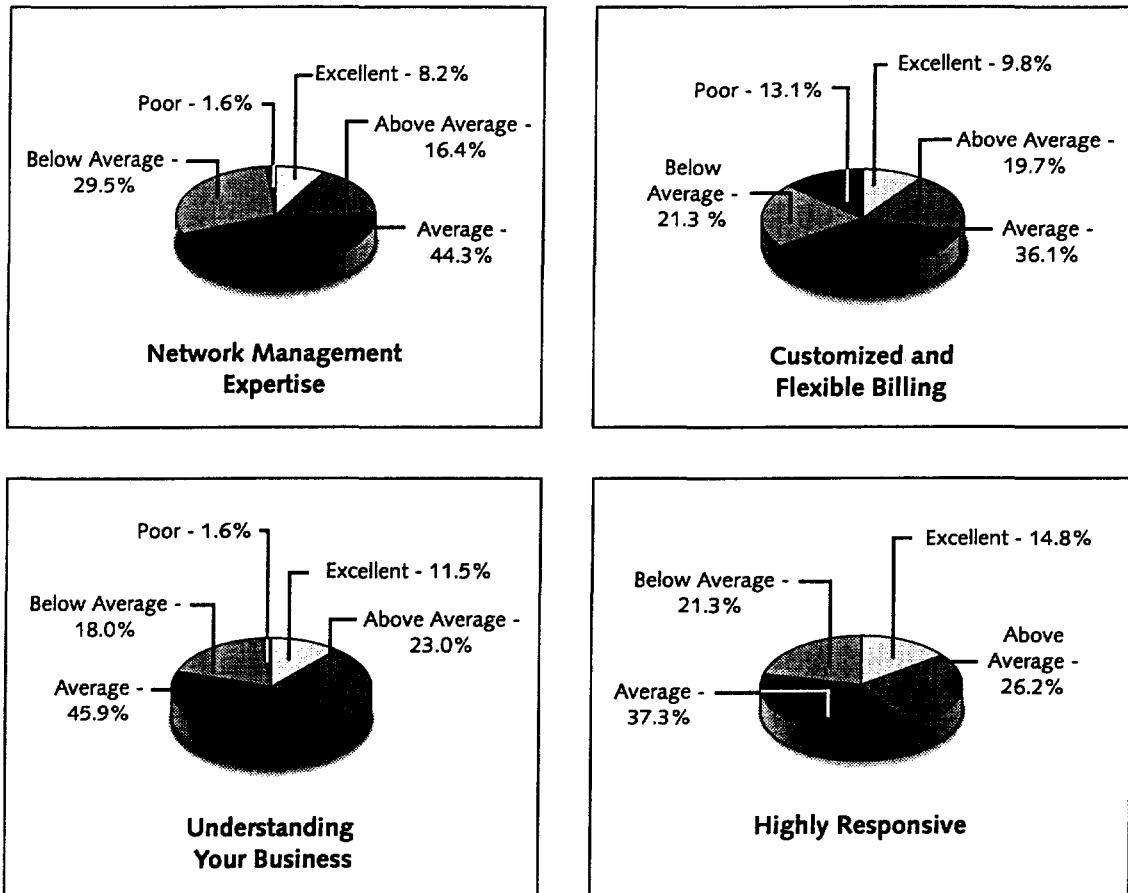 Excellent - 8.2%
Poor - 1.6%
Above Average -
16.4%
Below Average -
29.5%
Average -
44.3%
Network Management
Expertise
Excellent - 9.8%
Poor - 13.1%
Above Average -
19.7%
Below
Average -
21.3 %
Average -
36.1%
Customized and
Flexible Billing
Poor - 1.6%
Excellent - 11.5%
Below Average -
18.0%
Above Average -
23.0%
Average -
45.9%
Understanding
Your Business
Excellent - 14.8%
Below Average -
21.3%
Above
Average -
26.2%
Average -
37.3%
Highly Responsive